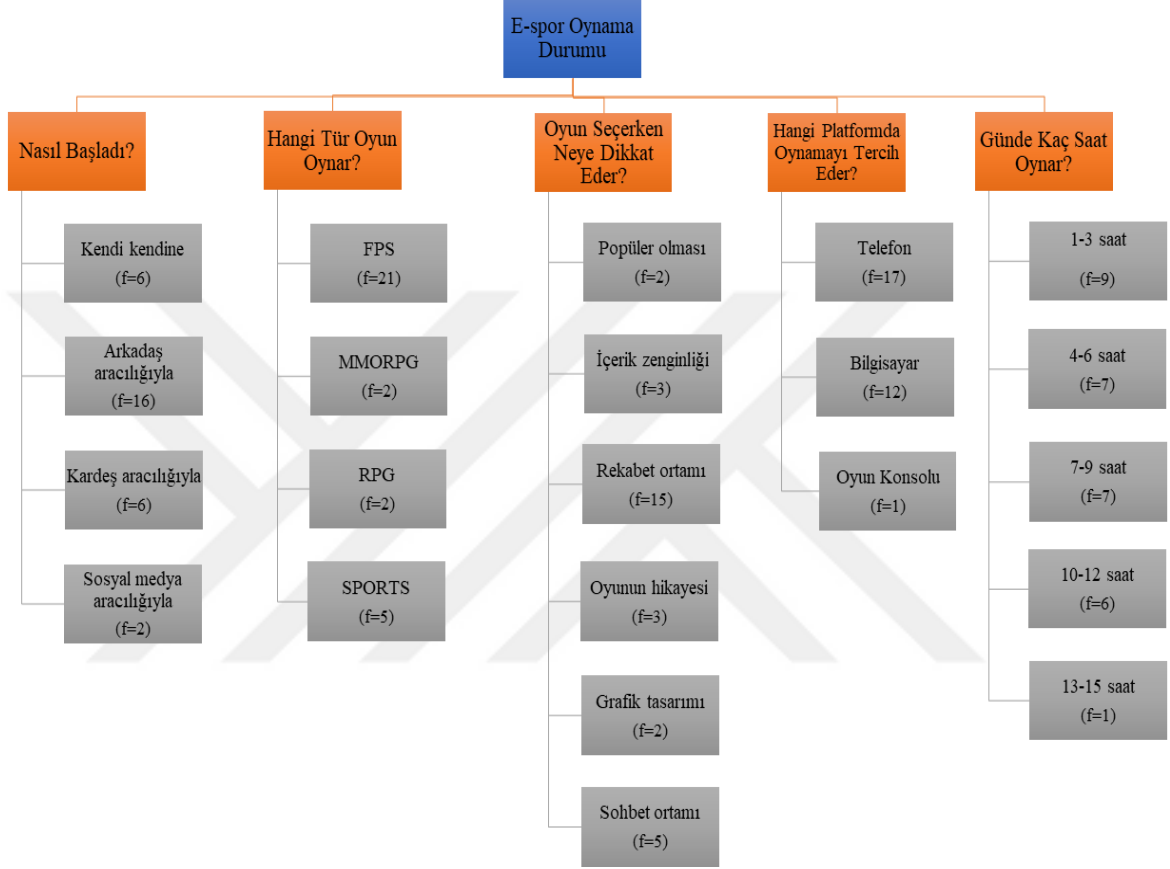 E-spor Oynama
Durumu
Nasıl Başladı?
Kendi kendine
(f=6)
Arkadaş
aracılığıyla
(f=16)
Kardeş aracılığıyla
(f=6)
Sosyal medya
aracılığıyla
(f=2)
Hangi Tür Oyun
Oynar?
FPS
(f=21)
MMORPG
(f=2)
RPG
(f=2)
SPORTS
(f=5)
Oyun Seçerken
Neye Dikkat
Eder?
Popüler olması
(f=2)
İçerik zenginliği
(f=3)
Rekabet ortamı
(f=15)
Oyunun hikayesi
(f=3)
Grafik tasarımı
(f=2)
Sohbet ortamı
(f=5)
Hangi Platformda
Oynamayı Tercih
Eder?
Telefon
(f=17)
Bilgisayar
(f=12)
Oyun Konsolu
(f=1)
Günde Kaç Saat
Oynar?
1-3 saat
(f=9)
4-6 saat
(f=7)
7-9 saat
(f=7)
10-12 saat
(f=6)
13-15 saat
(f=1)